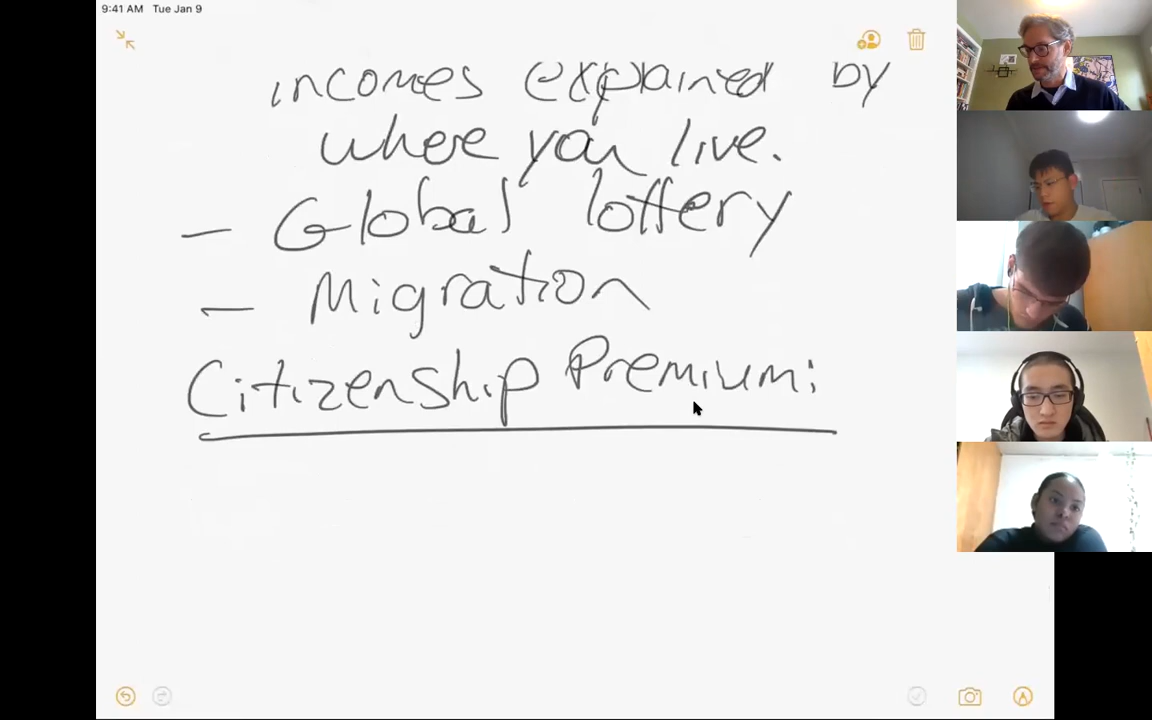 9:41 AM Tue Jan 9
incomes explained by
where you live.
- Global lottery
- Migration
Citizenship Premium: